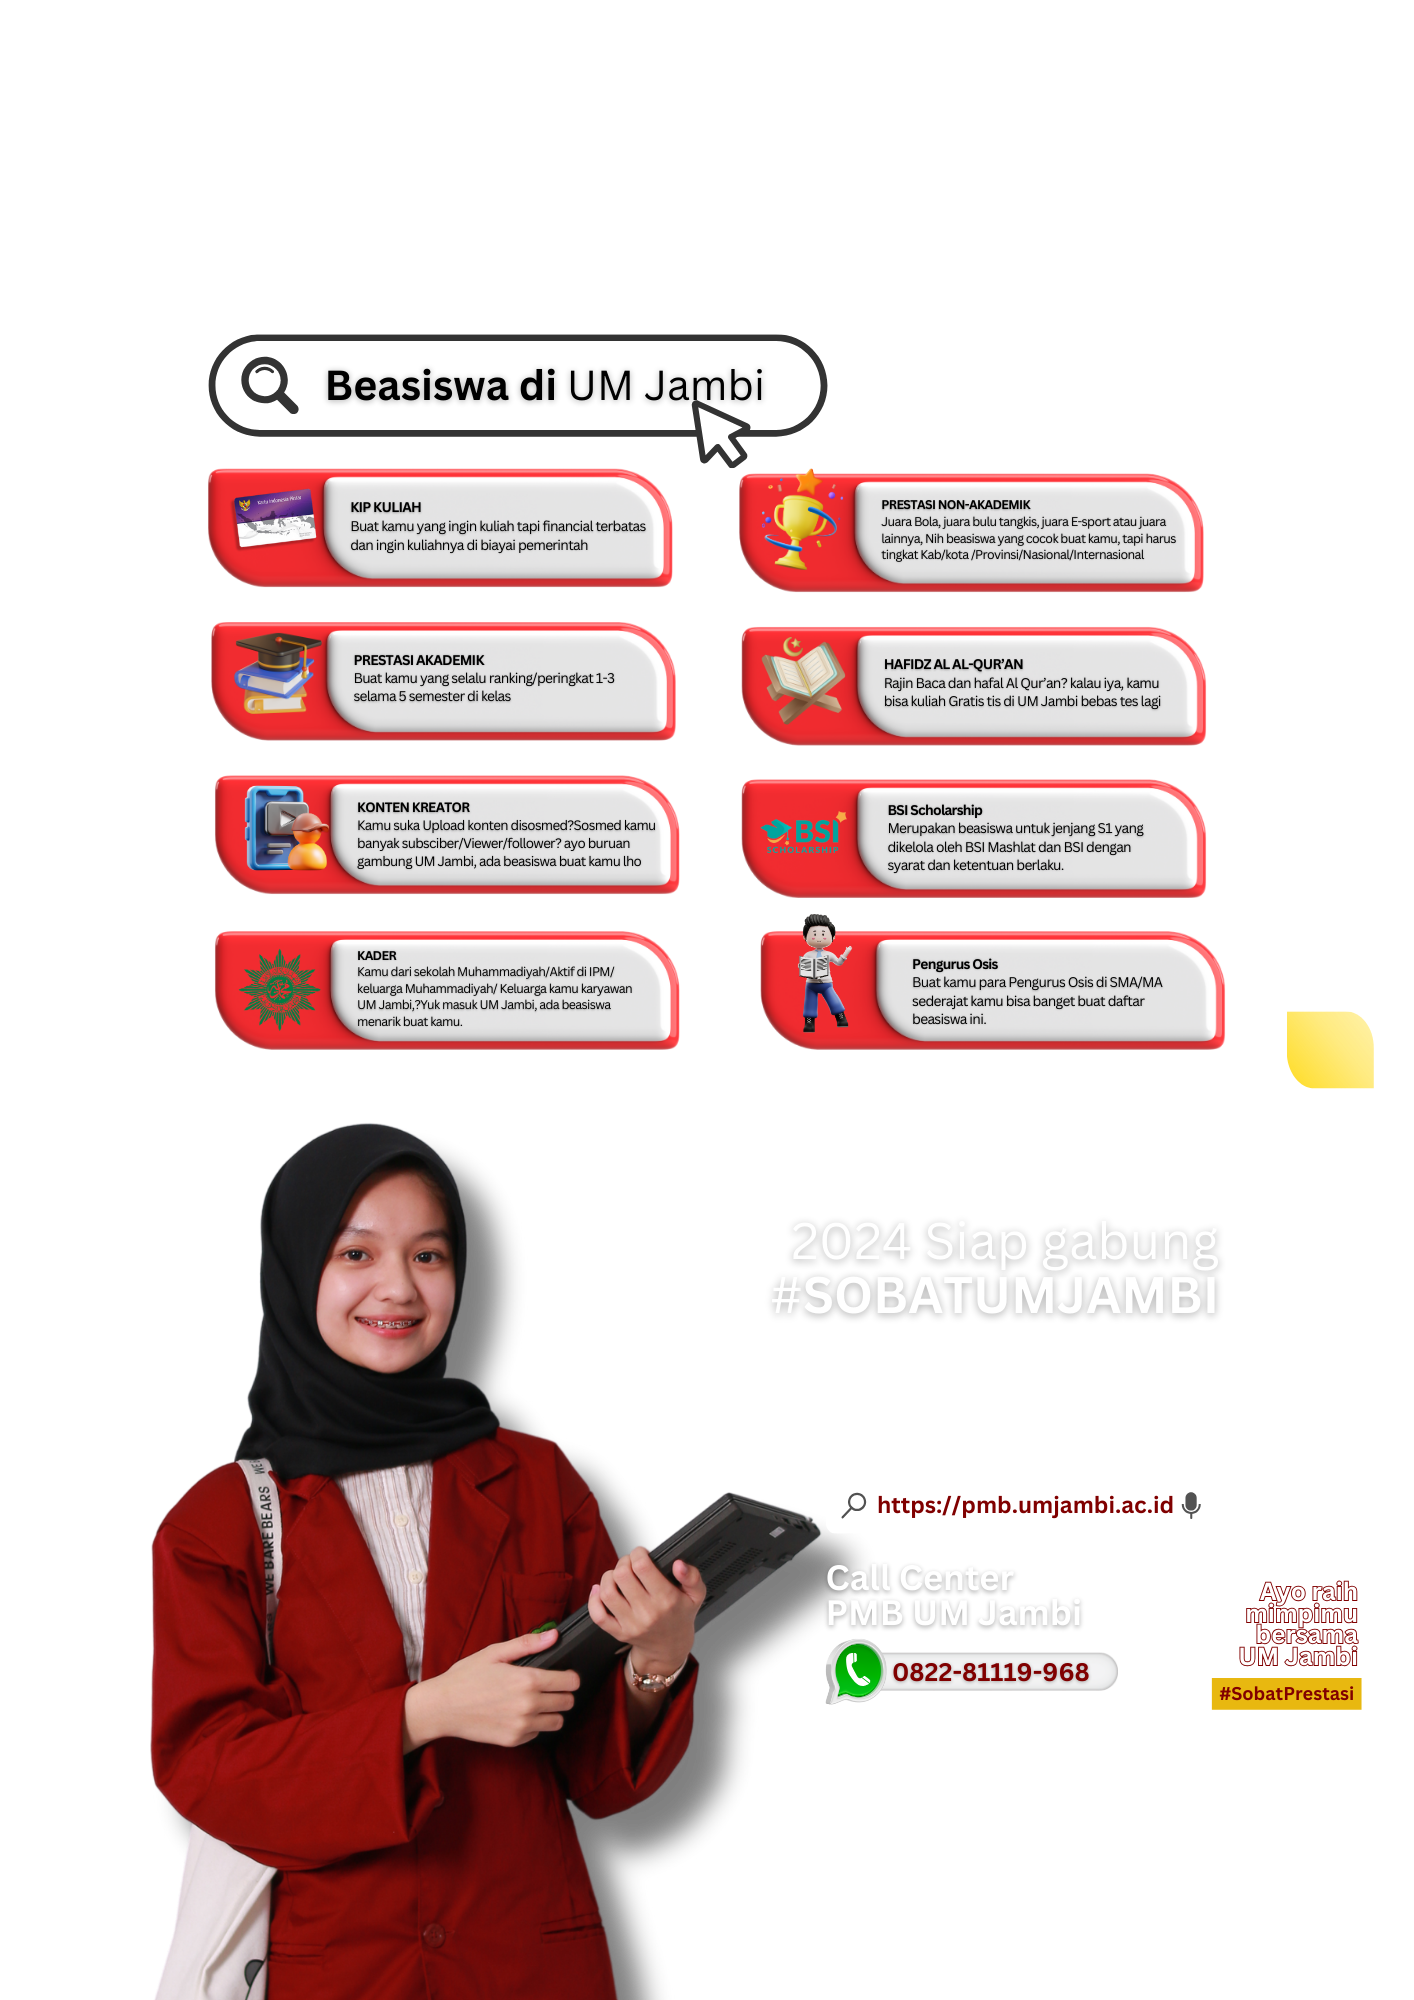 Beasiswa di UM Jambi
Kartu Indonesia Pintar
KIP KULIAH
Buat kamu yang ingin kuliah tapi financial terbatas
dan ingin kuliahnya di biayai pemerintah
PRESTASI NON-AKADEMIK
Juara Bola, juara bulu tangkis, juara E-sport atau juara
lainnya, Nih beasiswa yang cocok buat kamu, tapi harus
tingkat Kab/kota /Provinsi/Nasional/Internasional
PRESTASI AKADEMIK
Buat kamu yang selalu ranking/peringkat 1-3
selama 5 semester di kelas
HAFIDZ AL AL-QUR'AN
Rajin Baca dan hafal Al Qur'an? kalau iya, kamu
bisa kuliah Gratis tis di UM Jambi bebas tes lagi
KONTEN KREATOR
Kamu suka Upload konten disosmed?Sosmed kamu
banyak subsciber/Viewer/follower? ayo buruan
gambung UM Jambi, ada beasiswa buat kamu lho
BSI
SCHOLARSHIP
BSI Scholarship
Merupakan beasiswa untuk jenjang S1 yang
dikelola oleh BSI Mashlat dan BSI dengan
syarat dan ketentuan berlaku.
KADER
Kamu dari sekolah Muhammadiyah/Aktif di IPM/
keluarga Muhammadiyah/ Keluarga kamu karyawan
UM Jambi,?Yuk masuk UM Jambi, ada beasiswa
menarik buat kamu.
Pengurus Osis
Buat kamu para Pengurus Osis di SMA/MA
sederajat kamu bisa banget buat daftar
beasiswa ini.
2024 Siap gabung
#SOBATUMJAMBI
WE BARE BEARS
https://pmb.umjambi.ac.id
Call Center
PMB UM Jambi
0822-81119-968
Ayo raih
mimpimu
bersama
UM Jambi
#SobatPrestasi